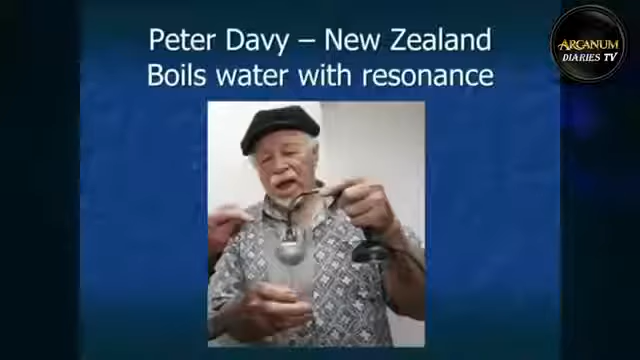 Peter Davy – New Zealand
Boils water with resonance
ARCANUM
DIARIES TV